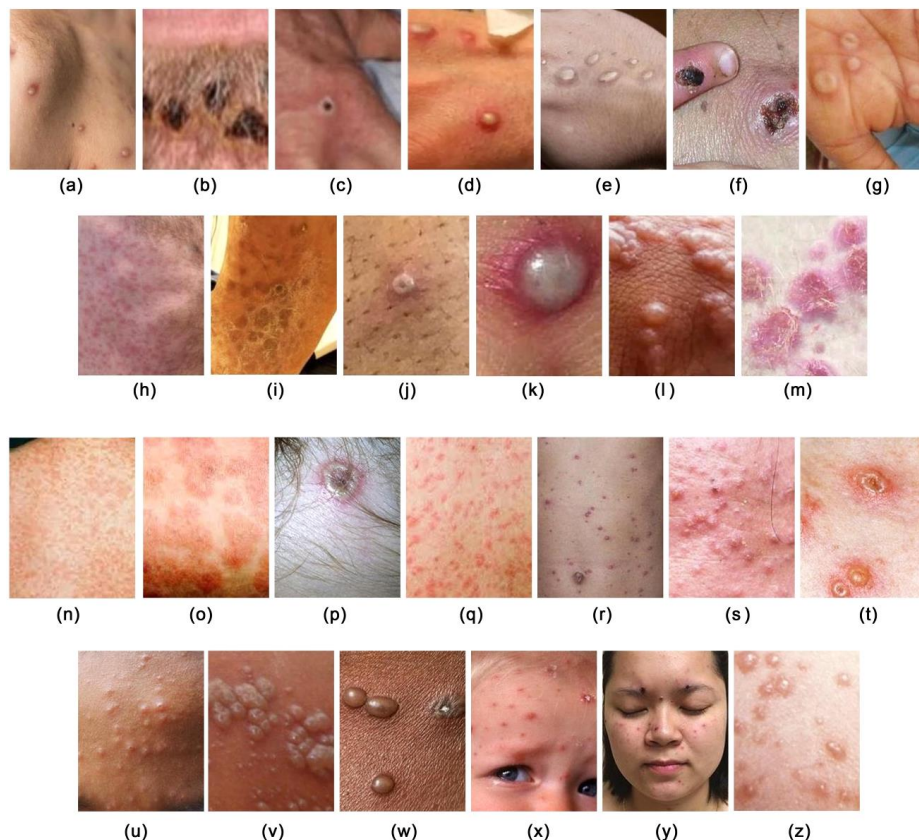 (a) (b) (c) (d) (e) (f) (g)
(h) (i) (j) (k) (l) (m)
(n) (o) (p) (q) (r) (s) (t)
(u) (v) (w) (x) (y) (z)